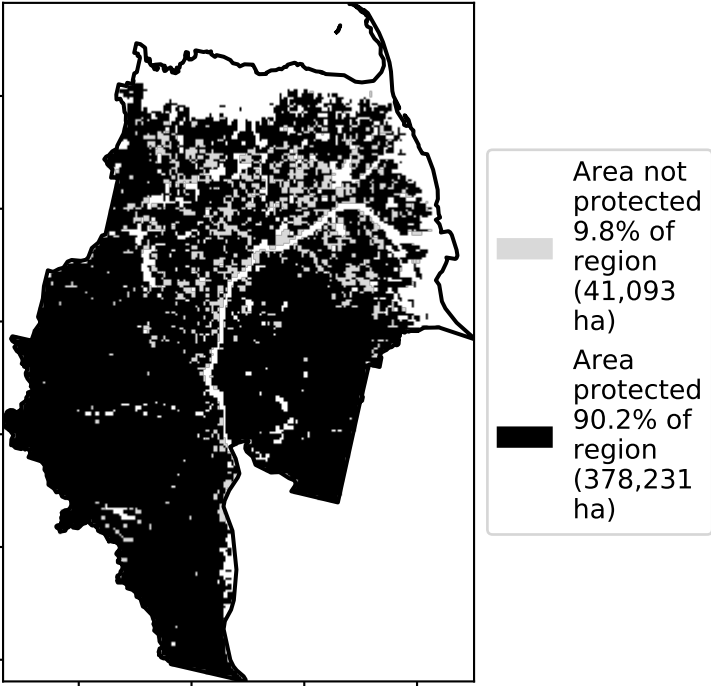 Area not
protected
9.8% of
region
(41,093
ha)
Area
protected
90.2% of
region
(378,231
ha)